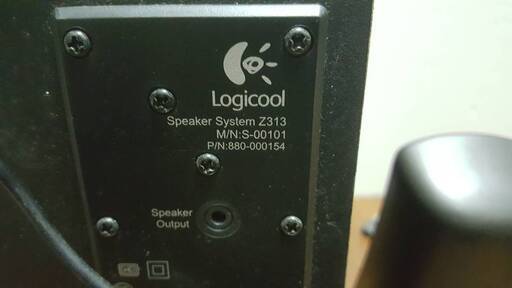 Logicool
Speaker System Z313
M/N:S-00101
P/N:880-000154
Speaker
Output